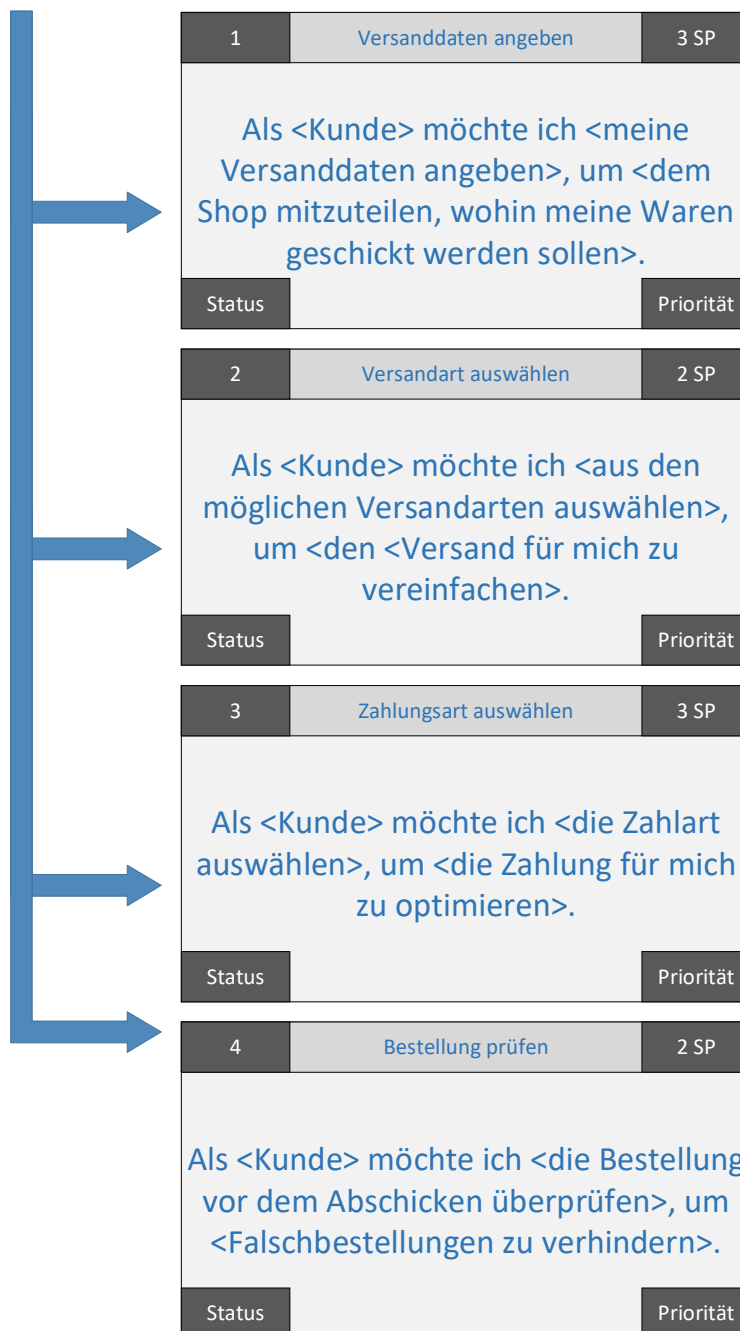 1 Versanddaten angeben 3 SP
Als <Kunde> möchte ich <meine
Versanddaten angeben>, um <dem
Shop mitzuteilen, wohin meine Waren
geschickt werden sollen>.
Status Priorität
2 Versandart auswählen 2 SP
Als <Kunde> möchte ich <aus den
möglichen Versandarten auswählen>,
um <den <Versand für mich zu
vereinfachen>.
Status Priorität
3 Zahlungsart auswählen 3 SP
Als <Kunde> möchte ich <die Zahlart
auswählen>, um <die Zahlung für mich
zu optimieren>.
Status Priorität
4 Bestellung prüfen 2 SP
Als <Kunde> möchte ich <die Bestellung
vor dem Abschicken überprüfen>, um
<Falschbestellungen zu verhindern>.
Status Priorität